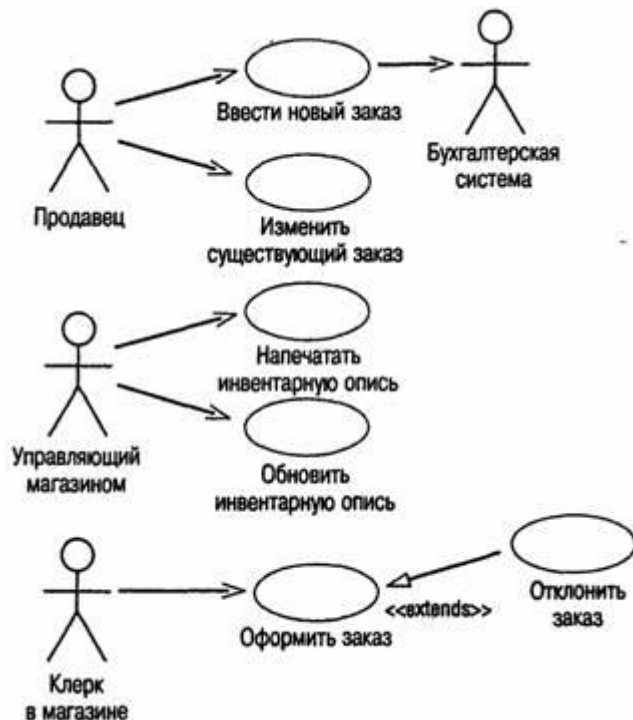 Ввести новый заказ
Бухгалтерская
система
Продавец
Изменить
существующий заказ
Напечатать
инвентарную опись
Управляющий
магазином
Обновить
инвентарную опись
<<extends>>
Отклонить
заказ
Оформить заказ
Клерк
в магазине